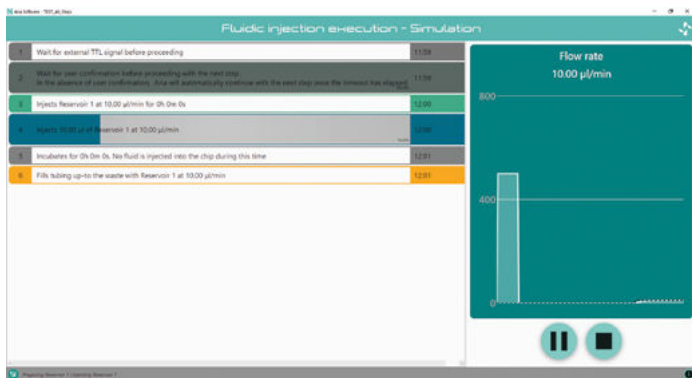 Aria Software - TEST_All_Steps
Fluidic injection execution - Simulation
1 Wait for external TTL signal before proceeding 11:59
2 Wait for user confirmation before proceeding with the next step.
In the absence of user confirmation, Aria will automatically continue with the next step once the timeout has elapsed 11:59
3 Injects Reservoir 1 at 10.00 µl/min for 0h 0m 0s 12:00
4 Injects 10.00 µl of Reservoir 1 at 10.00 µl/min 12:00
5 Incubates for 0h 0m 0s. No fluid is injected into the chip during this time 12:01
6 Fills tubing up-to the waste with Reservoir 1 at 10.00 µl/min 12:01
Flow rate
10.00 µl/min
800
400
0